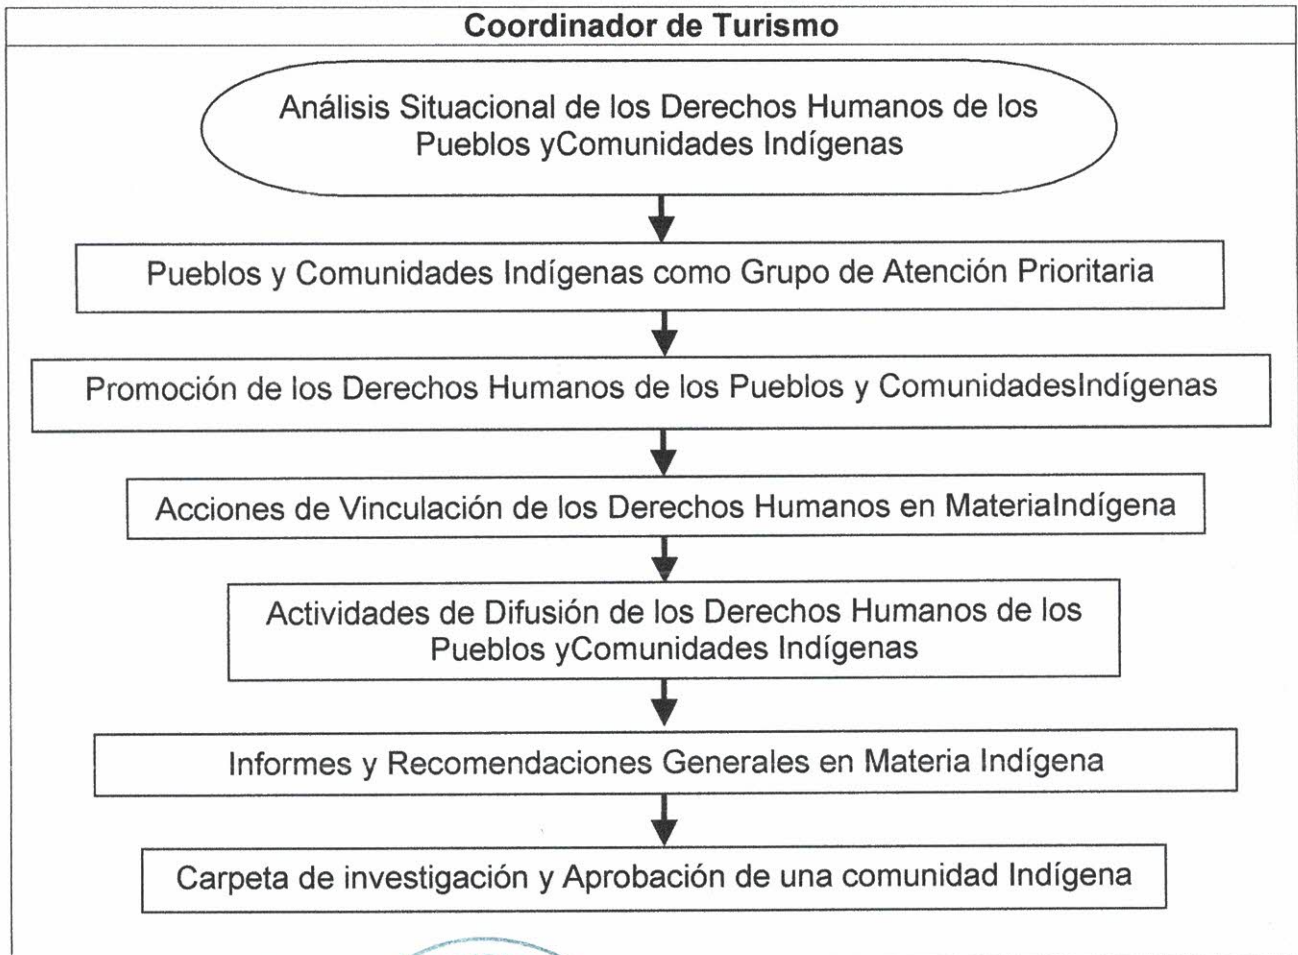 Coordinador de Turismo
Análisis Situacional de los Derechos Humanos de los
Pueblos yComunidades Indígenas
Pueblos y Comunidades Indígenas como Grupo de Atención Prioritaria
Promoción de los Derechos Humanos de los Pueblos y ComunidadesIndígenas
Acciones de Vinculación de los Derechos Humanos en MateriaIndígena
Actividades de Difusión de los Derechos Humanos de los
Pueblos yComunidades Indígenas
Informes y Recomendaciones Generales en Materia Indígena
Carpeta de investigación y Aprobación de una comunidad Indígena